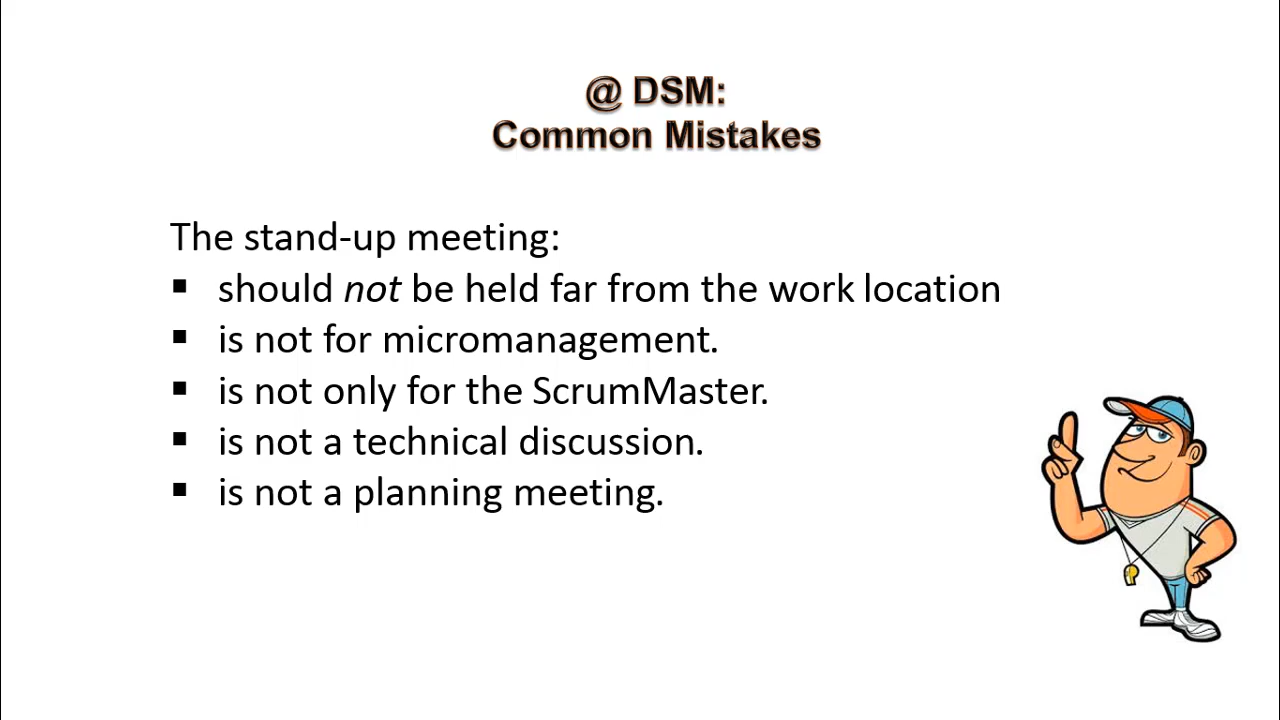 @ DSM:
Common Mistakes
The stand-up meeting:
▪ should not be held far from the work location
▪ is not for micromanagement.
▪ is not only for the ScrumMaster.
▪ is not a technical discussion.
▪ is not a planning meeting.